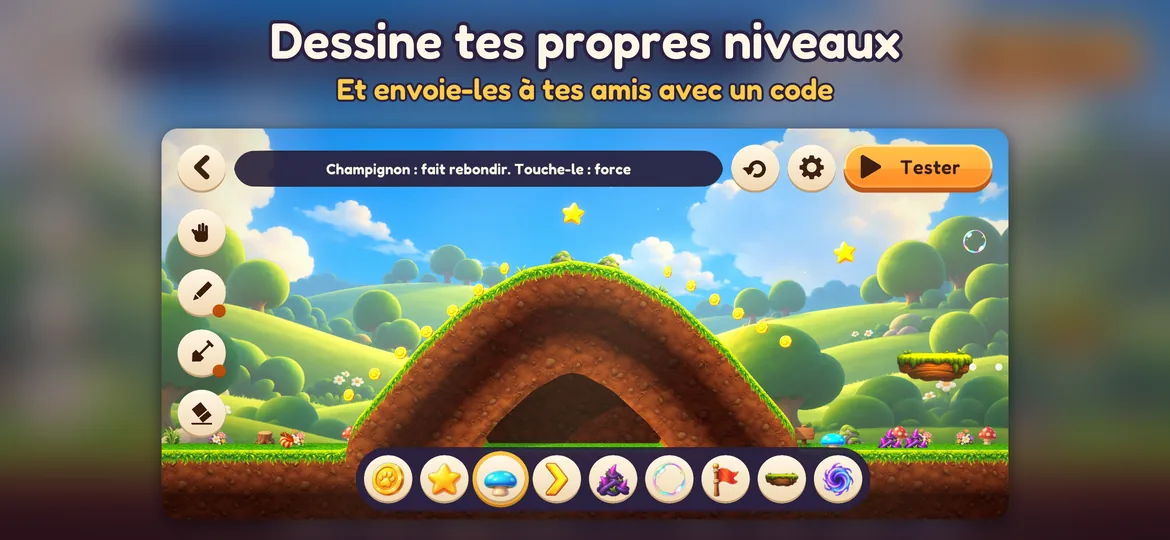 Dessine tes propres niveaux
Et envoie-les à tes amis avec un code
Champignon : fait rebondir. Touche-le : force
Tester